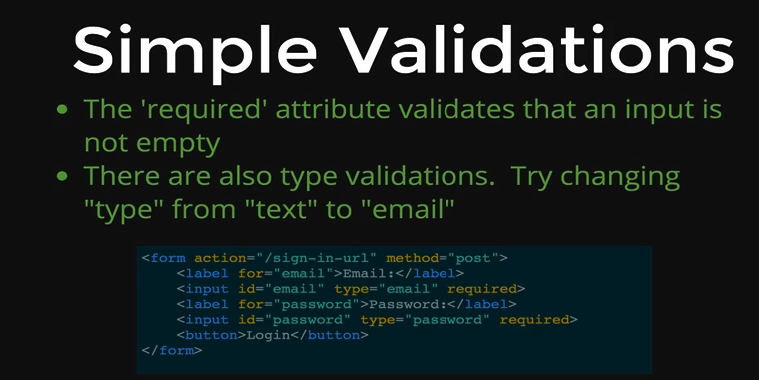 Simple Validations
• The 'required' attribute validates that an input is
not empty
• There are also type validations. Try changing
"type" from "text" to "email"
<form action="/sign-in-url" method="post">
    <label for="email">Email:</label>
    <input id="email" type="email" required>
    <label for="password">Password:</label>
    <input id="password" type="password" required>
    <button>Login</button>
</form>